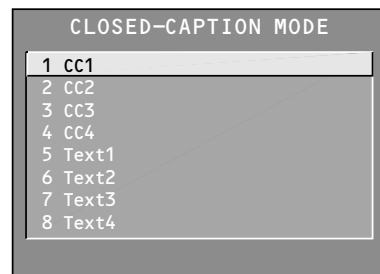 CLOSED-CAPTION MODE
1 CC1
2 CC2
3 CC3
4 CC4
5 Text1
6 Text2
7 Text3
8 Text4